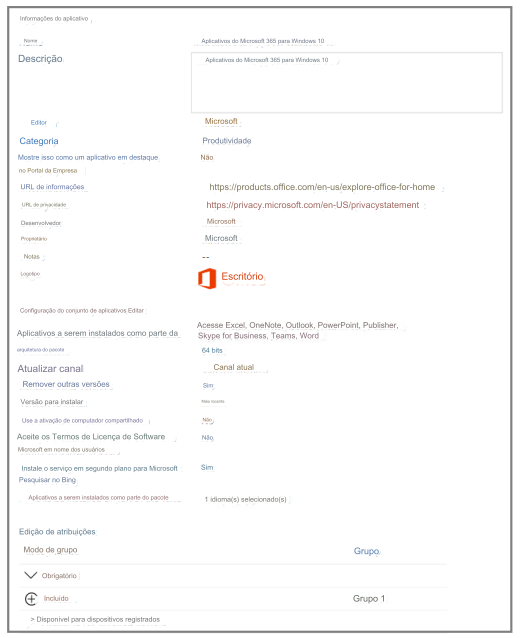 Informações do aplicativo
Nome
Aplicativos do Microsoft 365 para Windows 10
Descrição
Aplicativos do Microsoft 365 para Windows 10
Editor
Microsoft
Categoria
Produtividade
Mostre isso como um aplicativo em destaque
Não
no Portal da Empresa
URL de informações
https://products.office.com/en-us/explore-office-for-home
URL de privacidade
https://privacy.microsoft.com/en-US/privacystatement
Desenvolvedor
Microsoft
Proprietário
Microsoft
Notas
--
Logotipo
Escritório
Configuração do conjunto de aplicativos Editar
Aplicativos a serem instalados como parte da
Acesse Excel, OneNote, Outlook, PowerPoint, Publisher,
Skype for Business, Teams, Word
arquitetura do pacote
64 bits
Atualizar canal
Canal atual
Remover outras versões
Sim
Versão para instalar
Mais recente
Use a ativação de computador compartilhado
Não
Aceite os Termos de Licença de Software
Não
Microsoft em nome dos usuários
Instale o serviço em segundo plano para Microsoft
Sim
Pesquisar no Bing
Aplicativos a serem instalados como parte do pacote
1 idioma(s) selecionado(s)
Edição de atribuições
Modo de grupo
Grupo
Obrigatório
Incluído
Grupo 1
> Disponível para dispositivos registrados